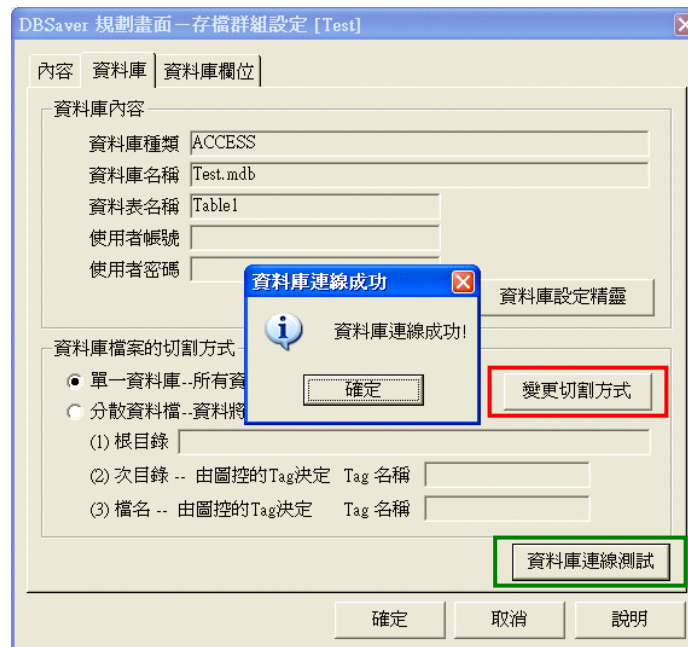 DBSaver 規劃畫面－存檔群組設定 [Test]
內容 資料庫 資料庫欄位
資料庫內容
資料庫種類 ACCESS
資料庫名稱 Test.mdb
資料表名稱 Table1
使用者帳號
使用者密碼
資料庫連線成功
資料庫連線成功!
確定
資料庫設定精靈
資料庫檔案的切割方式
單一資料庫--所有資
分散資料檔--資料將
變更切割方式
(1) 根目錄
(2) 次目錄 -- 由圖控的Tag決定 Tag 名稱
(3) 檔名 -- 由圖控的Tag決定 Tag 名稱
資料庫連線測試
確定 取消 說明